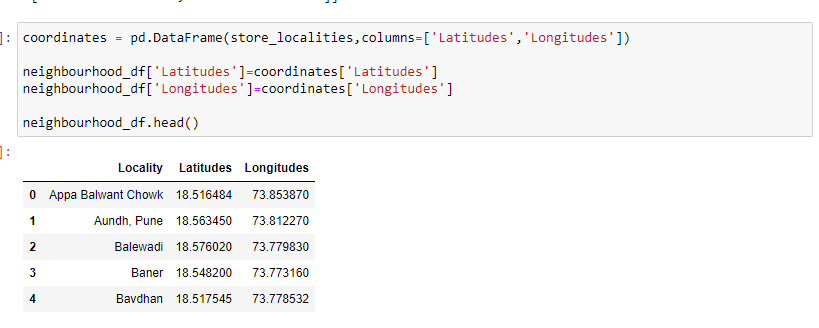 ]: coordinates = pd.DataFrame(store_localities,columns=['Latitudes','Longitudes'])
neighbourhood_df['Latitudes']=coordinates['Latitudes']
neighbourhood_df['Longitudes']=coordinates['Longitudes']
neighbourhood_df.head()
]:
Locality Latitudes Longitudes
0 Appa Balwant Chowk 18.516484 73.853870
1 Aundh, Pune 18.563450 73.812270
2 Balewadi 18.576020 73.779830
3 Baner 18.548200 73.773160
4 Bavdhan 18.517545 73.778532